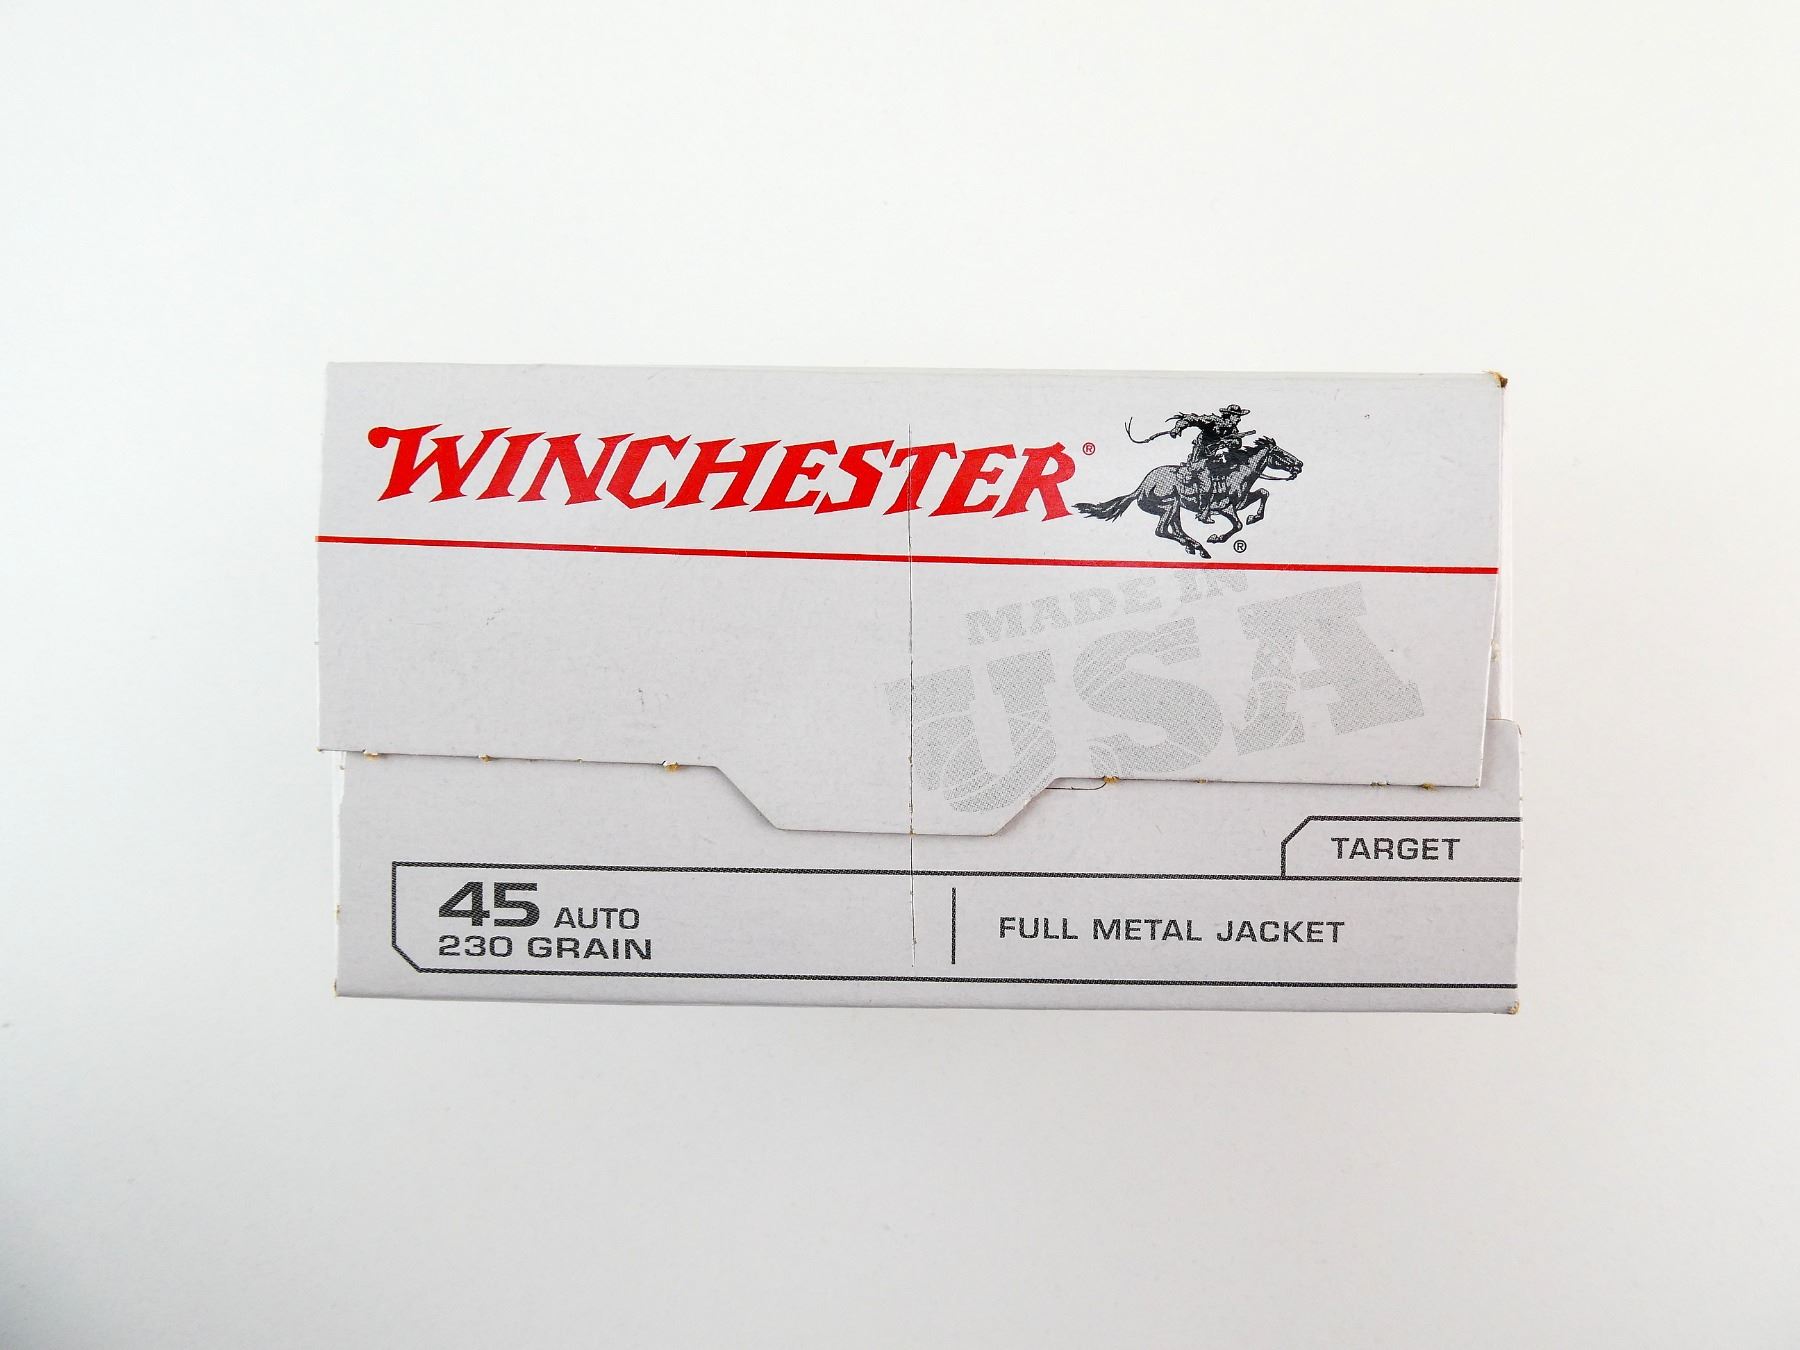 WINCHESTER®
®
MADE IN
USA
TARGET
45 AUTO
230 GRAIN
FULL METAL JACKET